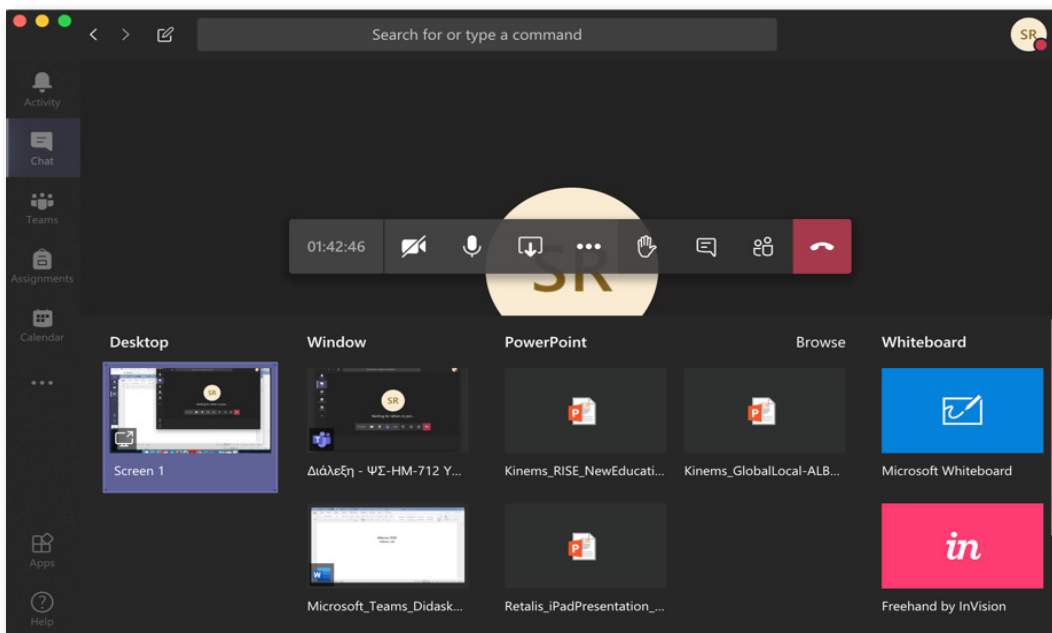 Search for or type a command
SR
Activity
Chat
Teams
Assignments
Calendar
Apps
Help
01:42:46
SR
Desktop
Window
PowerPoint
Browse
Whiteboard
SR
SR
Screen 1
Διάλεξη - ΨΣ-ΗΜ-712 Υ...
Kinems_RISE_NewEducati...
Kinems_GlobalLocal-ALB...
Microsoft Whiteboard
in
Microsoft_Teams_Didask...
Retalis_iPadPresentation_...
Freehand by InVision